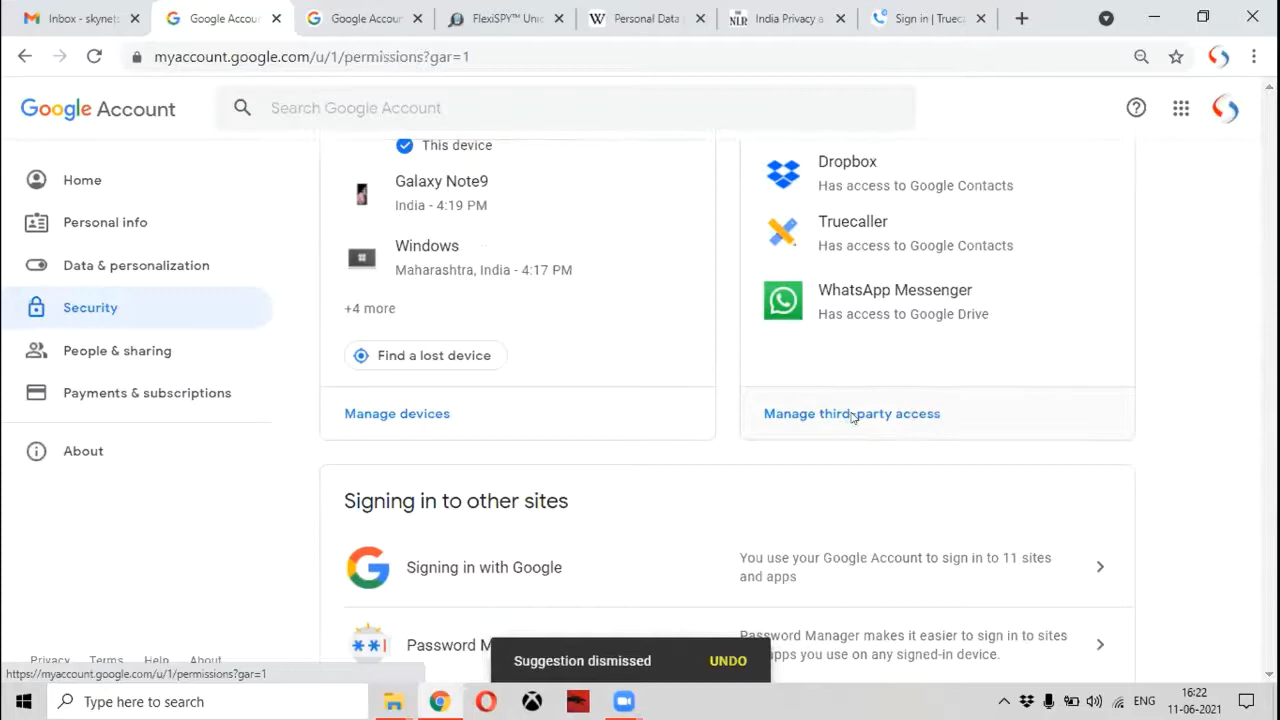 Inbox - skynets
Google Accou
Google Accour
FlexiSPY™ Unic
Personal Data
India Privacy a
Sign in | Trueca
myaccount.google.com/u/1/permissions?gar=1
Google Account
Search Google Account
Home
Personal info
Data & personalization
Security
People & sharing
Payments & subscriptions
About
This device
Galaxy Note9
India - 4:19 PM
Windows
Maharashtra, India - 4:17 PM
+4 more
Find a lost device
Manage devices
Dropbox
Has access to Google Contacts
Truecaller
Has access to Google Contacts
WhatsApp Messenger
Has access to Google Drive
Manage third-party access
Signing in to other sites
Signing in with Google
You use your Google Account to sign in to 11 sites
and apps
Password M
Password Manager makes it easier to sign in to sites
apps you use on any signed-in device.
Suggestion dismissed UNDO
Privacy Terms Help About
https://myaccount.google.com/u/1/permissions?gar=1
Type here to search
ENG
16:22
11-06-2021